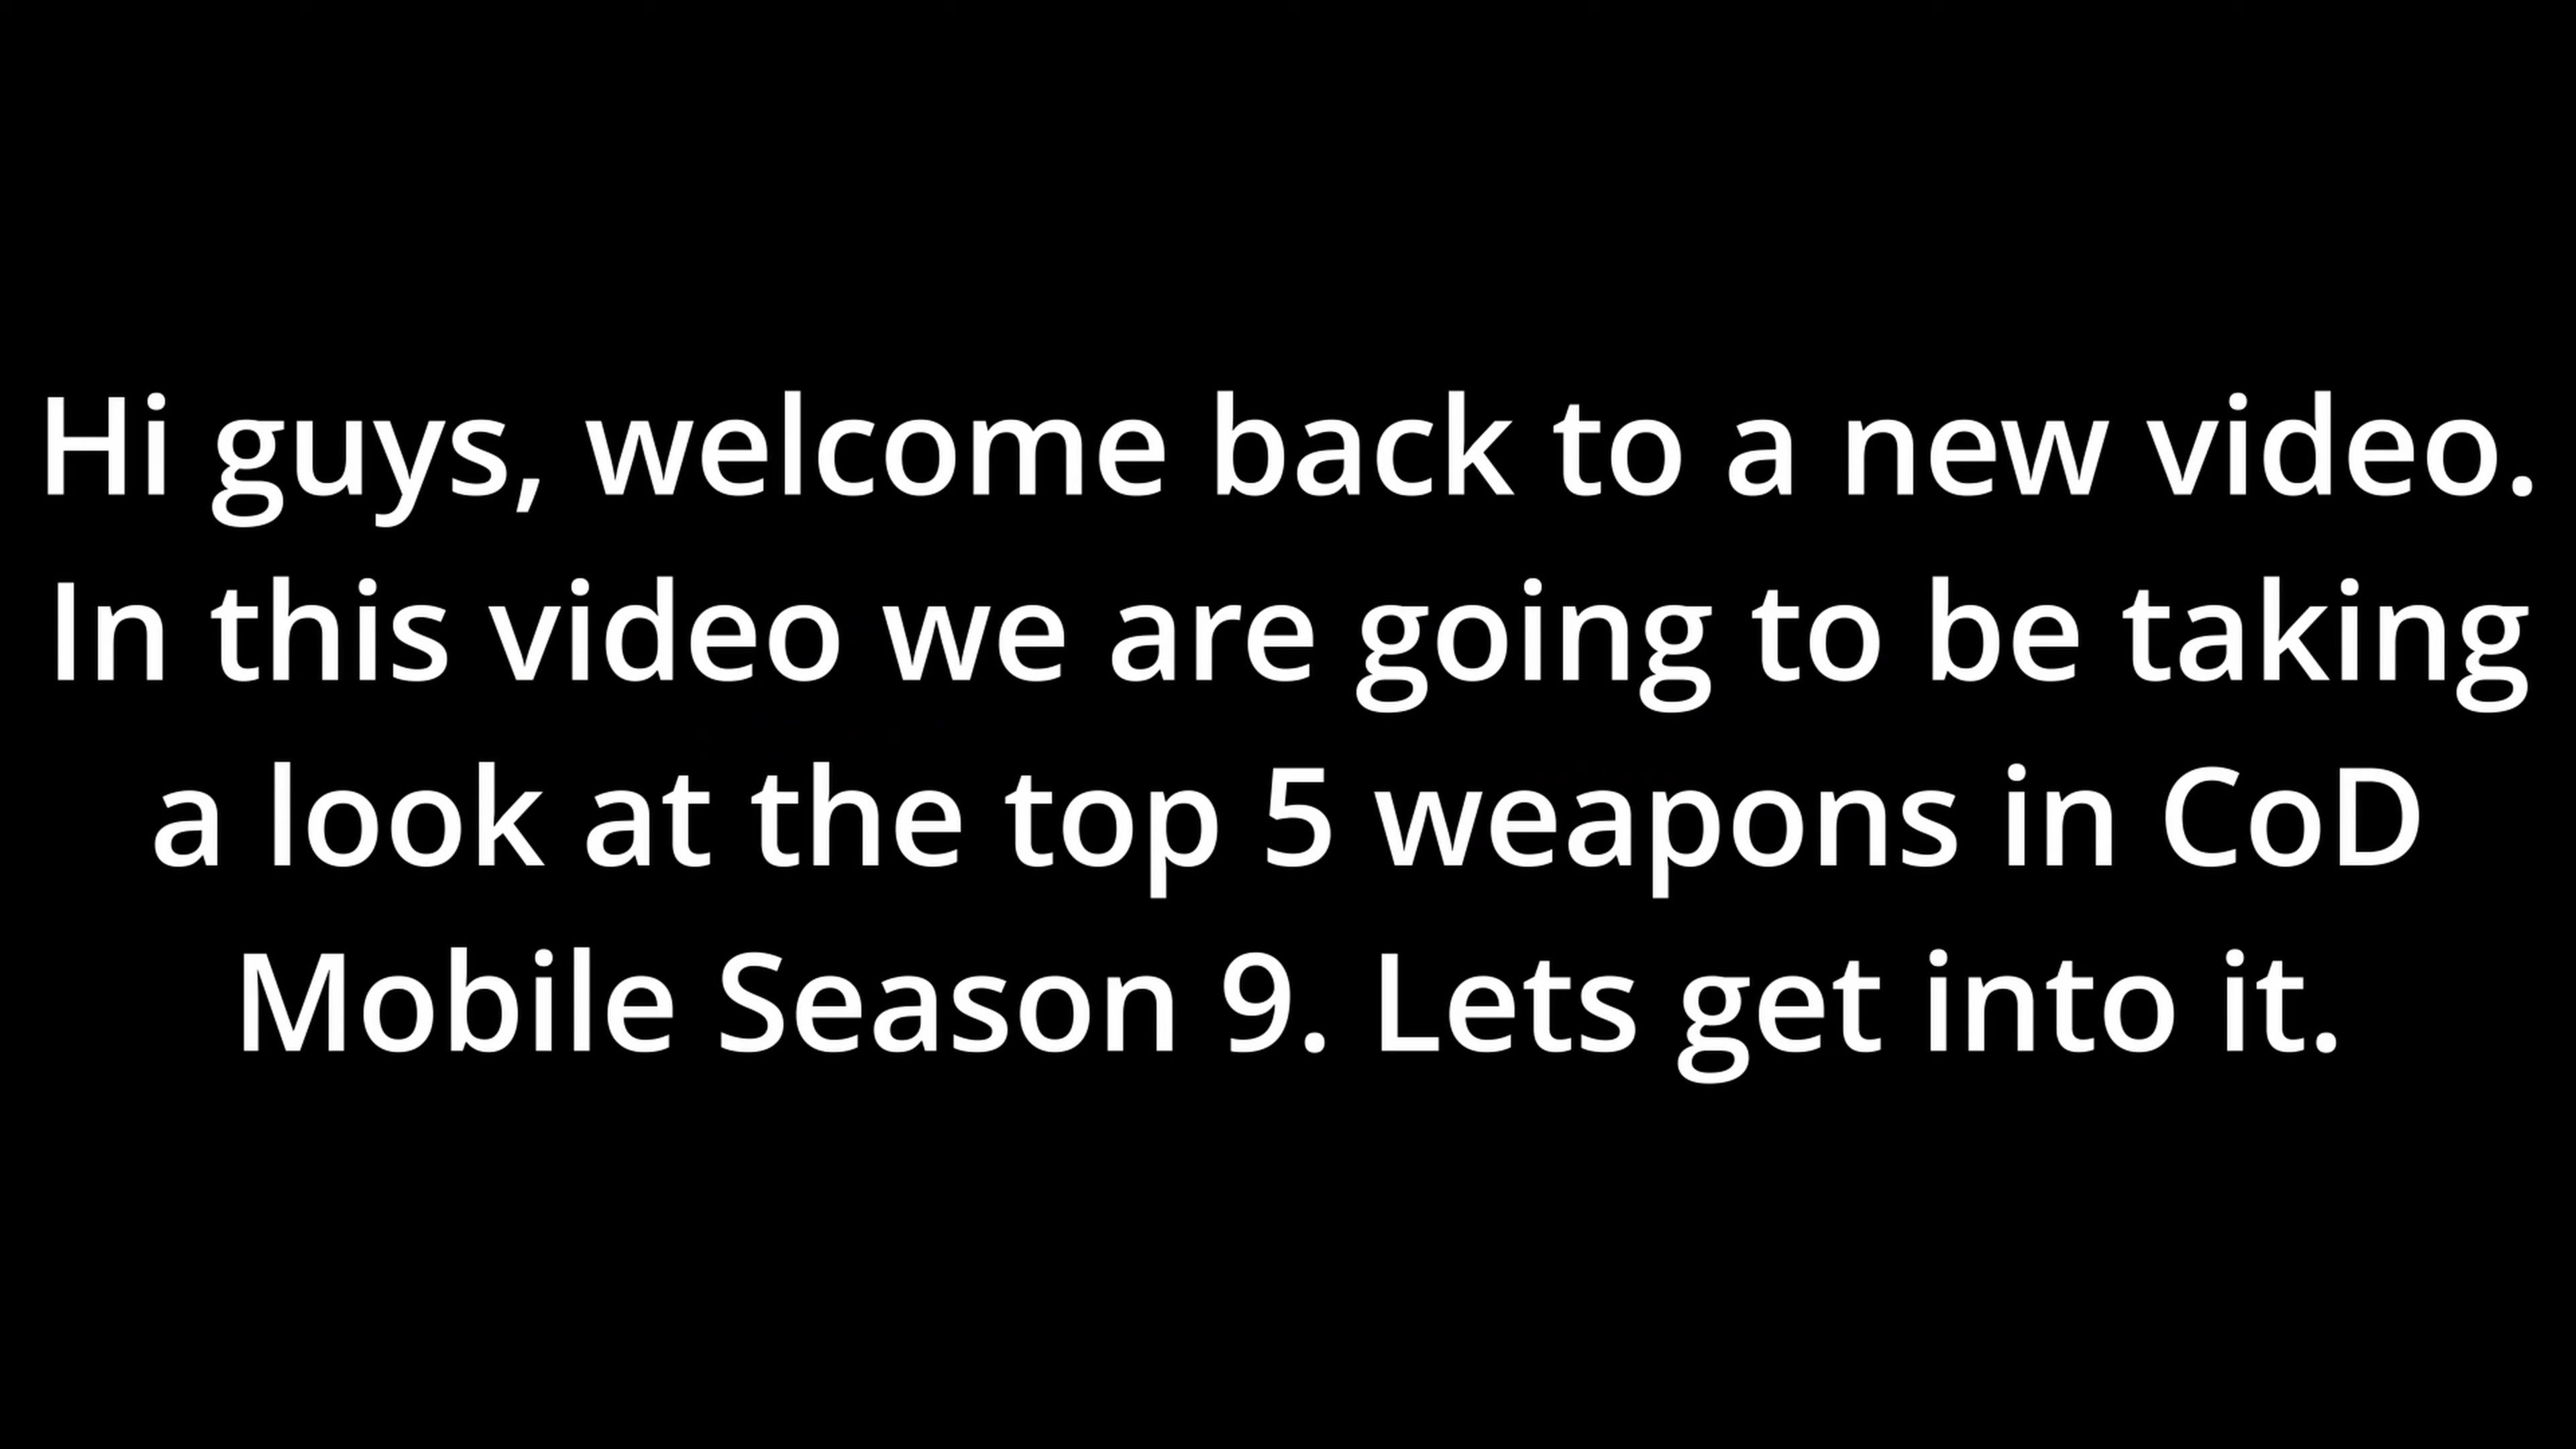 Hi guys, welcome back to a new video.
In this video we are going to be taking
a look at the top 5 weapons in CoD
Mobile Season 9. Lets get into it.